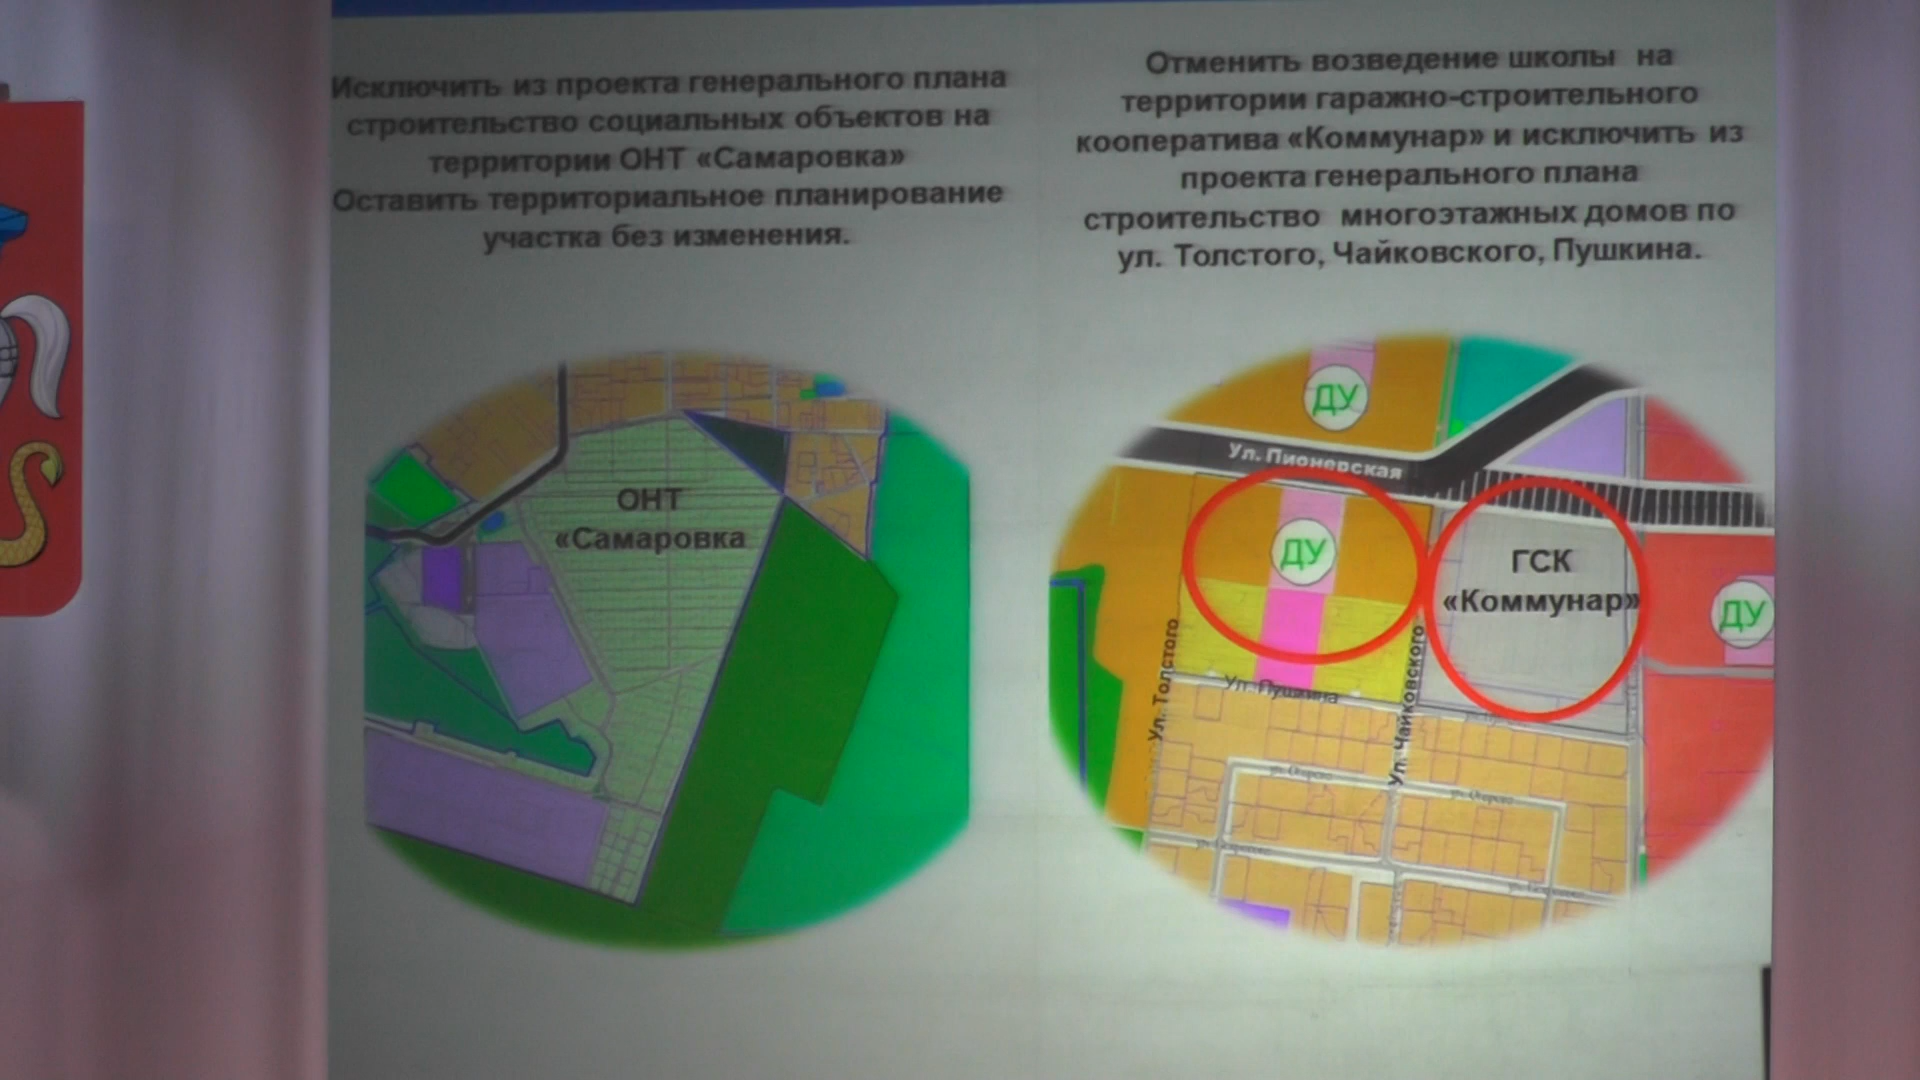 Исключить из проекта генерального плана
строительство социальных объектов на
территории ОНТ «Самаровка»
Оставить территориальное планирование
участка без изменения.
Отменить возведение школы на
территории гаражно-строительного
кооператива «Коммунар» и исключить из
проекта генерального плана
строительство многоэтажных домов по
ул. Толстого, Чайковского, Пушкина.
ОНТ
«Самаровка
ДУ
Ул. Пионерская
ДУ
ГСК
«Коммунар»
ДУ
Ул. Толстого
Ул. Пушкина
Ул. Чайковского